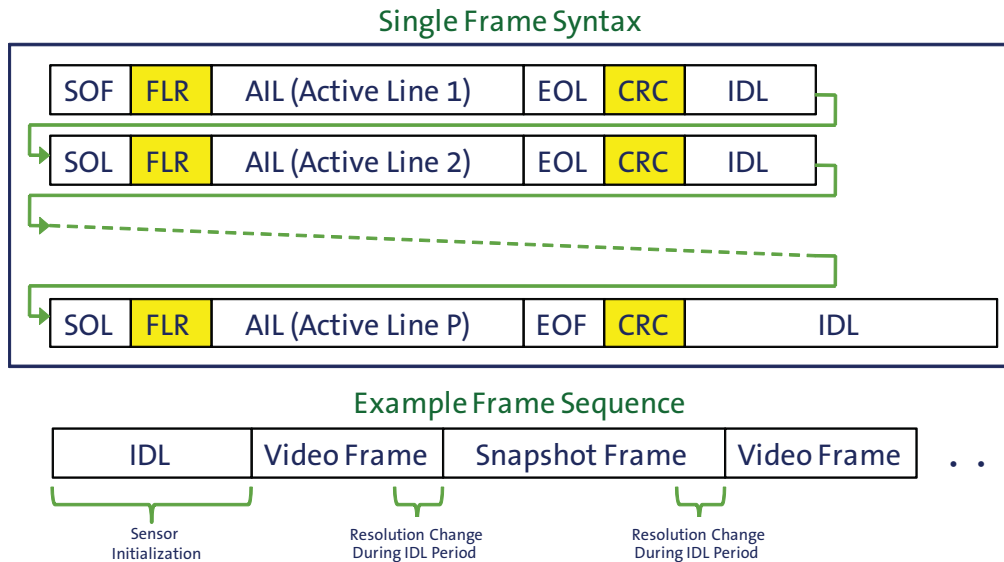 Single Frame Syntax
SOF FLR AIL (Active Line 1) EOL CRC IDL
SOL FLR AIL (Active Line 2) EOL CRC IDL
SOL FLR AIL (Active Line P) EOF CRC IDL
Example Frame Sequence
IDL Video Frame Snapshot Frame Video Frame . .
Sensor Initialization
Resolution Change During IDL Period
Resolution Change During IDL Period